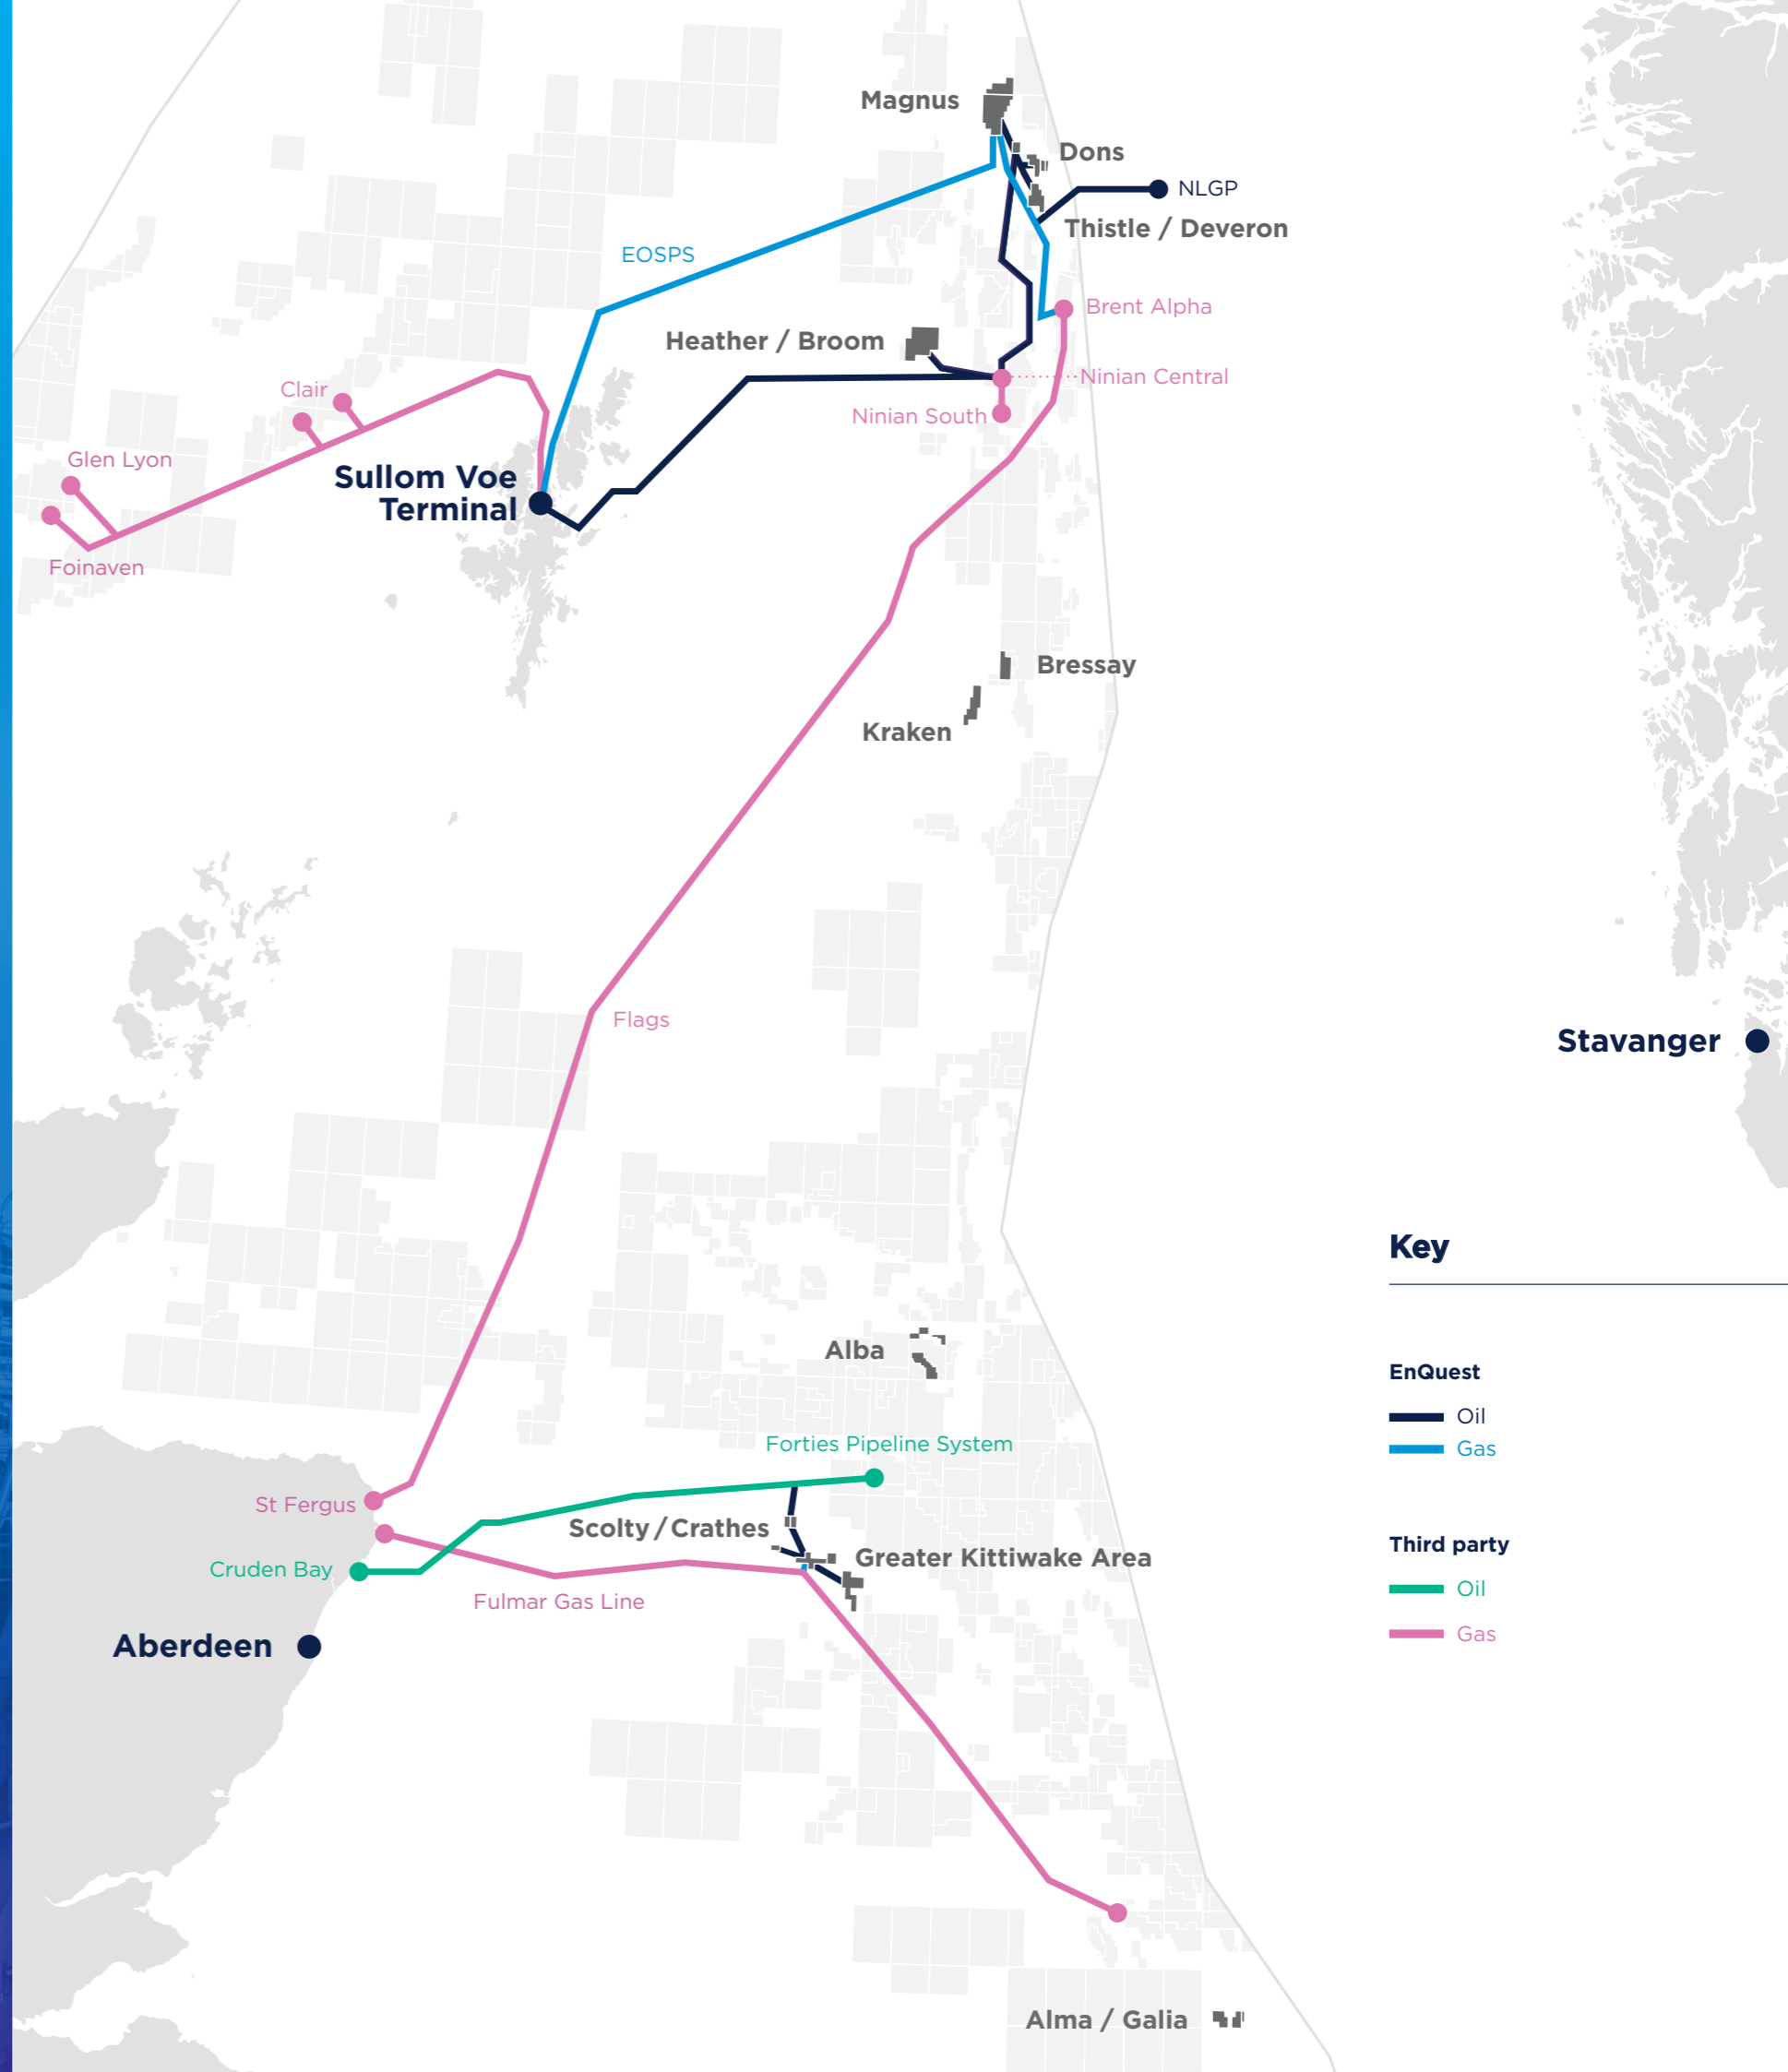 Magnus
Dons
NLGP
Thistle / Deveron
EOSPS
Brent Alpha
Heather / Broom
Ninian Central
Clair
Ninian South
Glen Lyon
Sullom Voe
Terminal
Foinaven
Bressay
Kraken
Flags
Stavanger
Key
Alba
EnQuest
Oil
Gas
Forties Pipeline System
St Fergus
Scolty / Crathes
Greater Kittiwake Area
Third party
Cruden Bay
Oil
Fulmar Gas Line
Gas
Aberdeen
Alma / Galia